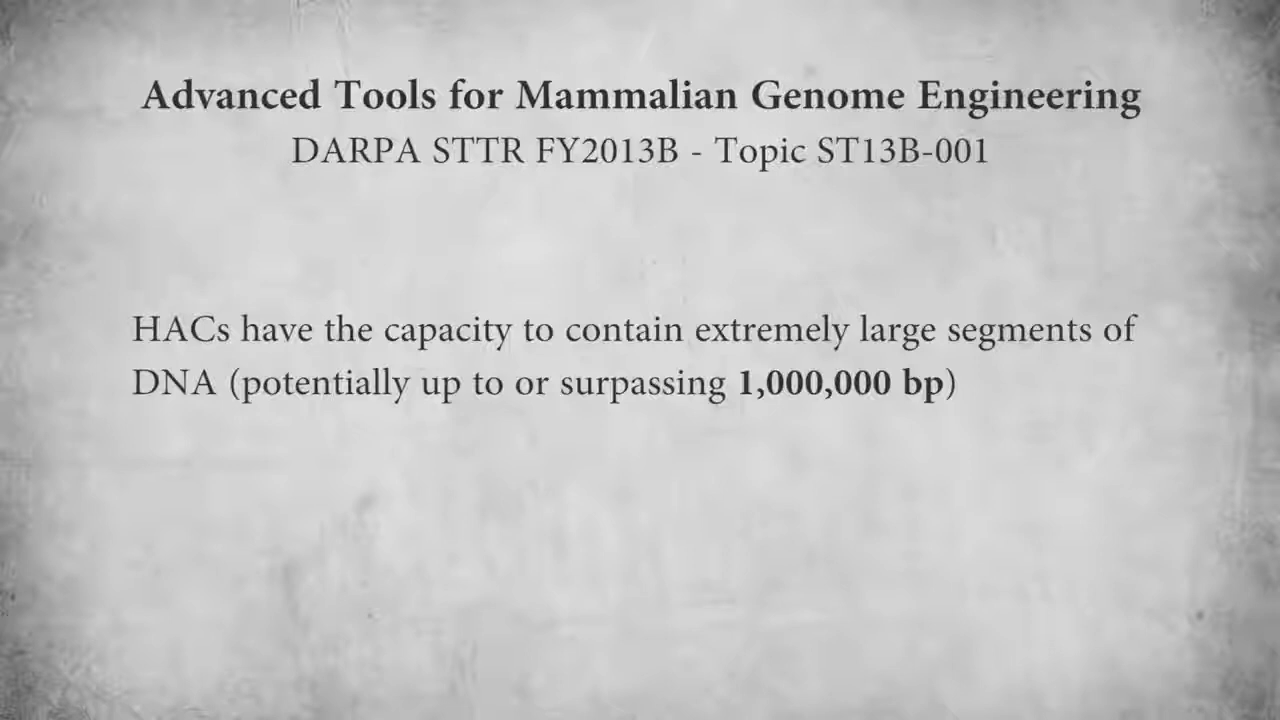 Advanced Tools for Mammalian Genome Engineering
DARPA STTR FY2013B - Topic ST13B-001
HACs have the capacity to contain extremely large segments of
DNA (potentially up to or surpassing 1,000,000 bp)